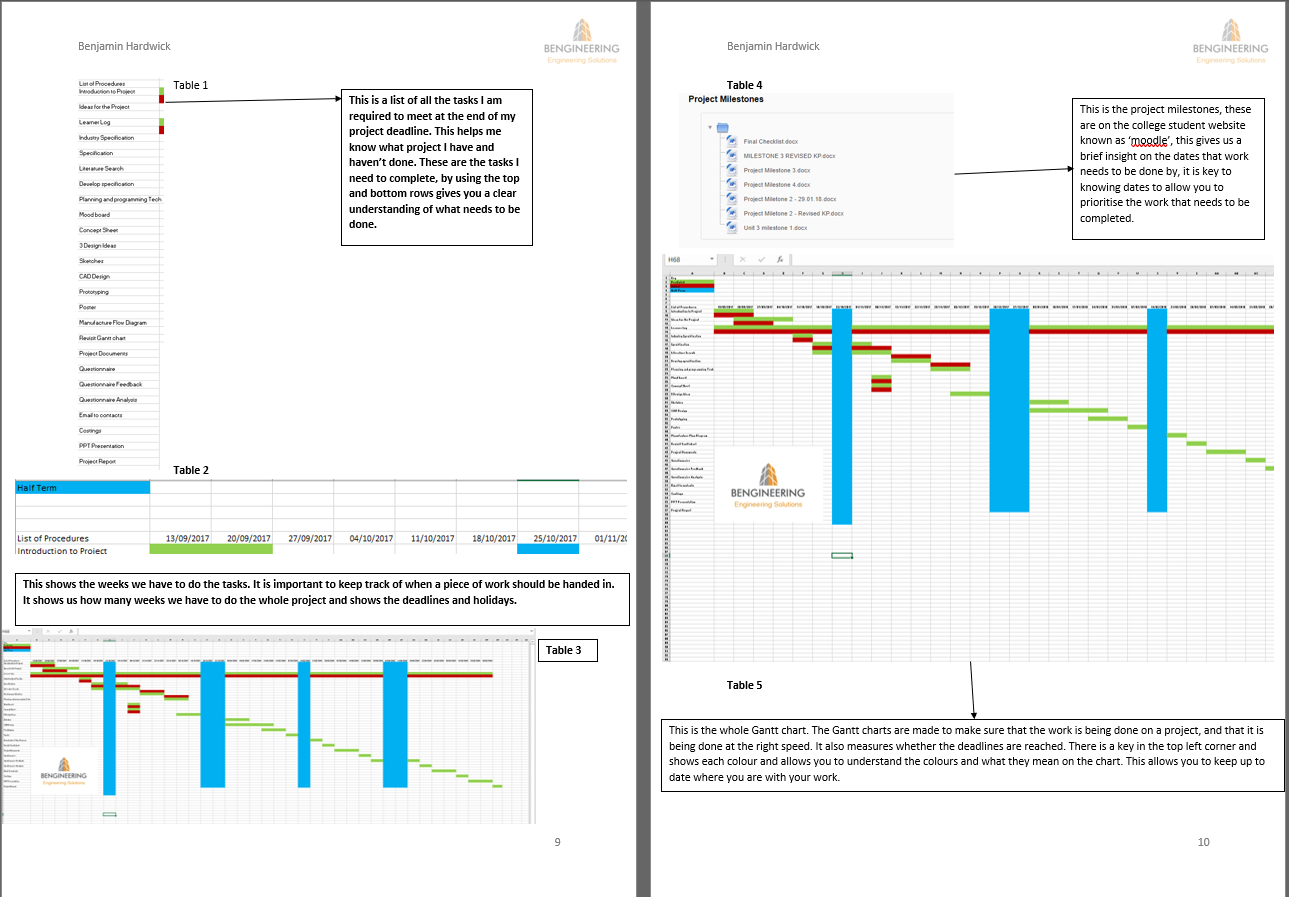 Benjamin Hardwick
BENGINEERING
Engineering Solutions
Table 1
List of Procedures
Introduction to Project
Ideas for the Project
Learner Log
Industry Specification
Specification
Literature Search
Develop specification
Planning and programming Tech
Mood board
Concept Sheet
3 Design Ideas
Sketches
CAD Design
Prototyping
Poster
Manufacture Flow Diagram
Revisit Gantt chart
Project Documents
Questionnaire
Questionnaire Feedback
Questionnaire Analysis
Email to contacts
Costings
PPT Presentation
Project Report
This is a list of all the tasks I am
required to meet at the end of my
project deadline. This helps me
know what project I have and
haven't done. These are the tasks I
need to complete, by using the top
and bottom rows gives you a clear
understanding of what needs to be
done.
Table 2
Half Term
List of Procedures 13/09/2017 20/09/2017 27/09/2017 04/10/2017 11/10/2017 18/10/2017 25/10/2017 01/11/20
Introduction to Project
This shows the weeks we have to do the tasks. It is important to keep track of when a piece of work should be handed in.
It shows us how many weeks we have to do the whole project and shows the deadlines and holidays.
Table 3
BENGINEERING
Engineering Solutions
9
Benjamin Hardwick
BENGINEERING
Engineering Solutions
Table 4
Project Milestones
Final Checklist.docx
MILESTONE 3 REVISED KP.docx
Project Milestone 3.docx
Project Milestone 4.docx
Project Miletone 2 - 29.01.18.docx
Project Miletone 2 - Revised KP.docx
Unit 3 milestone 1.docx
This is the project milestones, these
are on the college student website
known as 'moodle', this gives us a
brief insight on the dates that work
needs to be done by, it is key to
knowing dates to allow you to
prioritise the work that needs to be
completed.
H68
BENGINEERING
Engineering Solutions
Table 5
This is the whole Gantt chart. The Gantt charts are made to make sure that the work is being done on a project, and that it is
being done at the right speed. It also measures whether the deadlines are reached. There is a key in the top left corner and
shows each colour and allows you to understand the colours and what they mean on the chart. This allows you to keep up to
date where you are with your work.
10